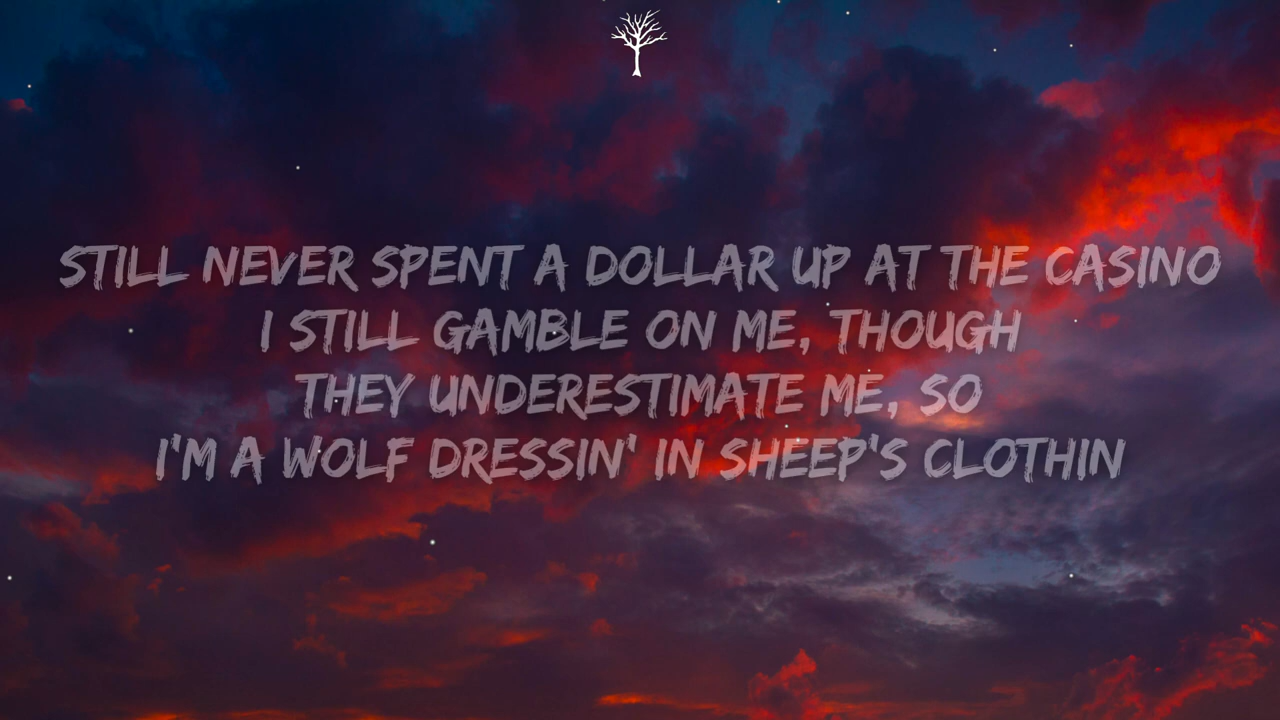 STILL NEVER SPENT A DOLLAR UP AT THE CASINO
I STILL GAMBLE ON ME, THOUGH
THEY UNDERESTIMATE ME, SO
I'M A WOLF DRESSIN' IN SHEEP'S CLOTHIN